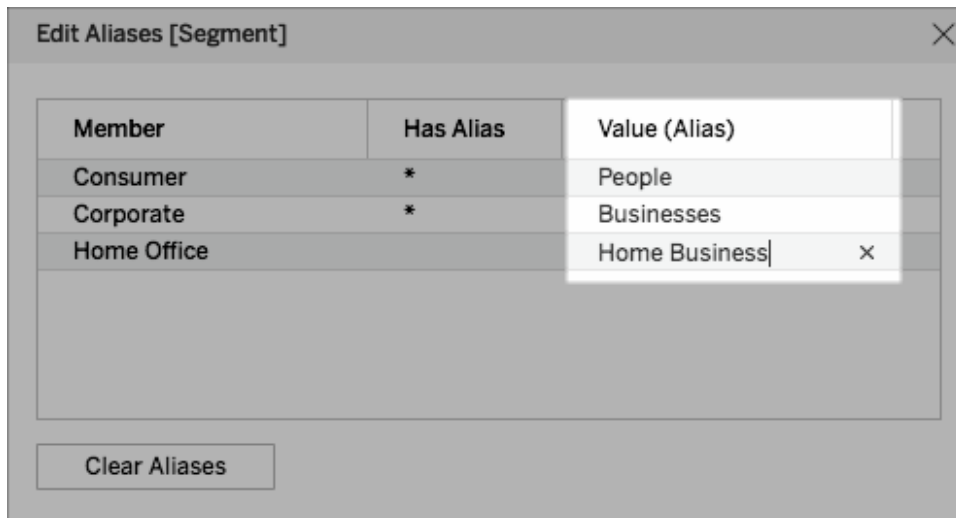 Edit Aliases [Segment]
Member Has Alias Value (Alias)
Consumer * People
Corporate * Businesses
Home Office Home Business
Clear Aliases